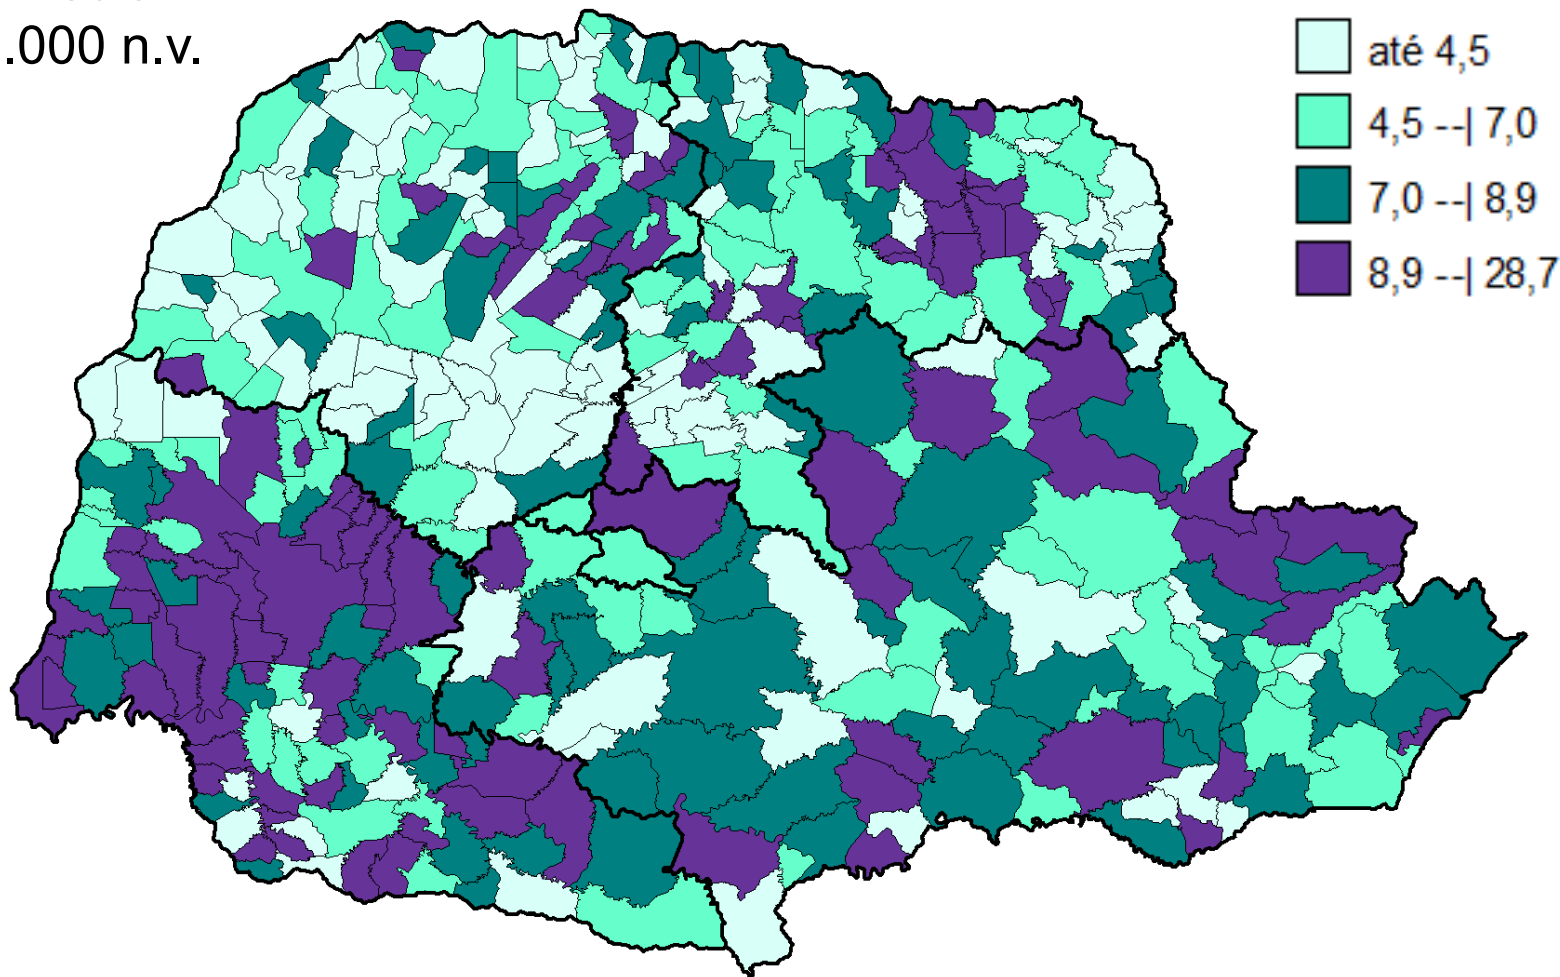 .000 n.v.
até 4,5
4,5 --| 7,0
7,0 --| 8,9
8,9 --| 28,7